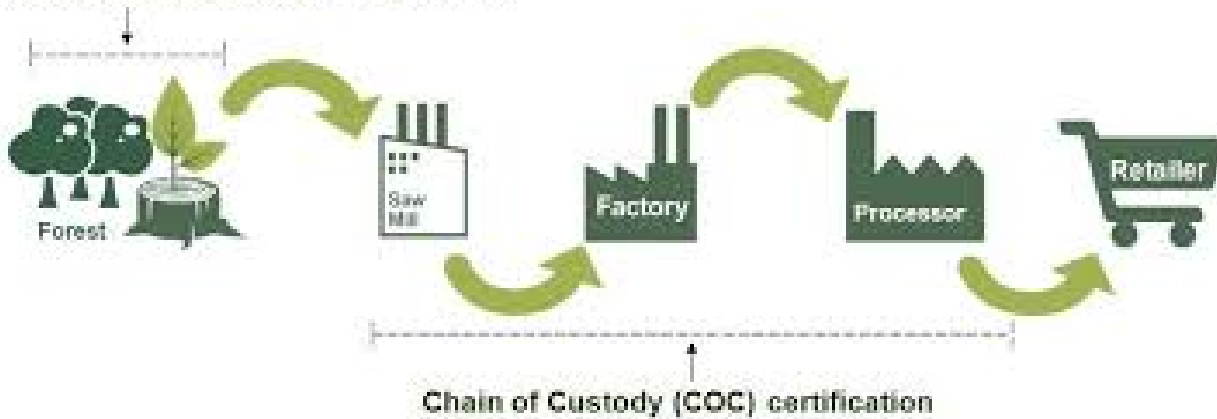 Forest
Saw
Mill
Factory
Processor
Retailer
Chain of Custody (COC) certification